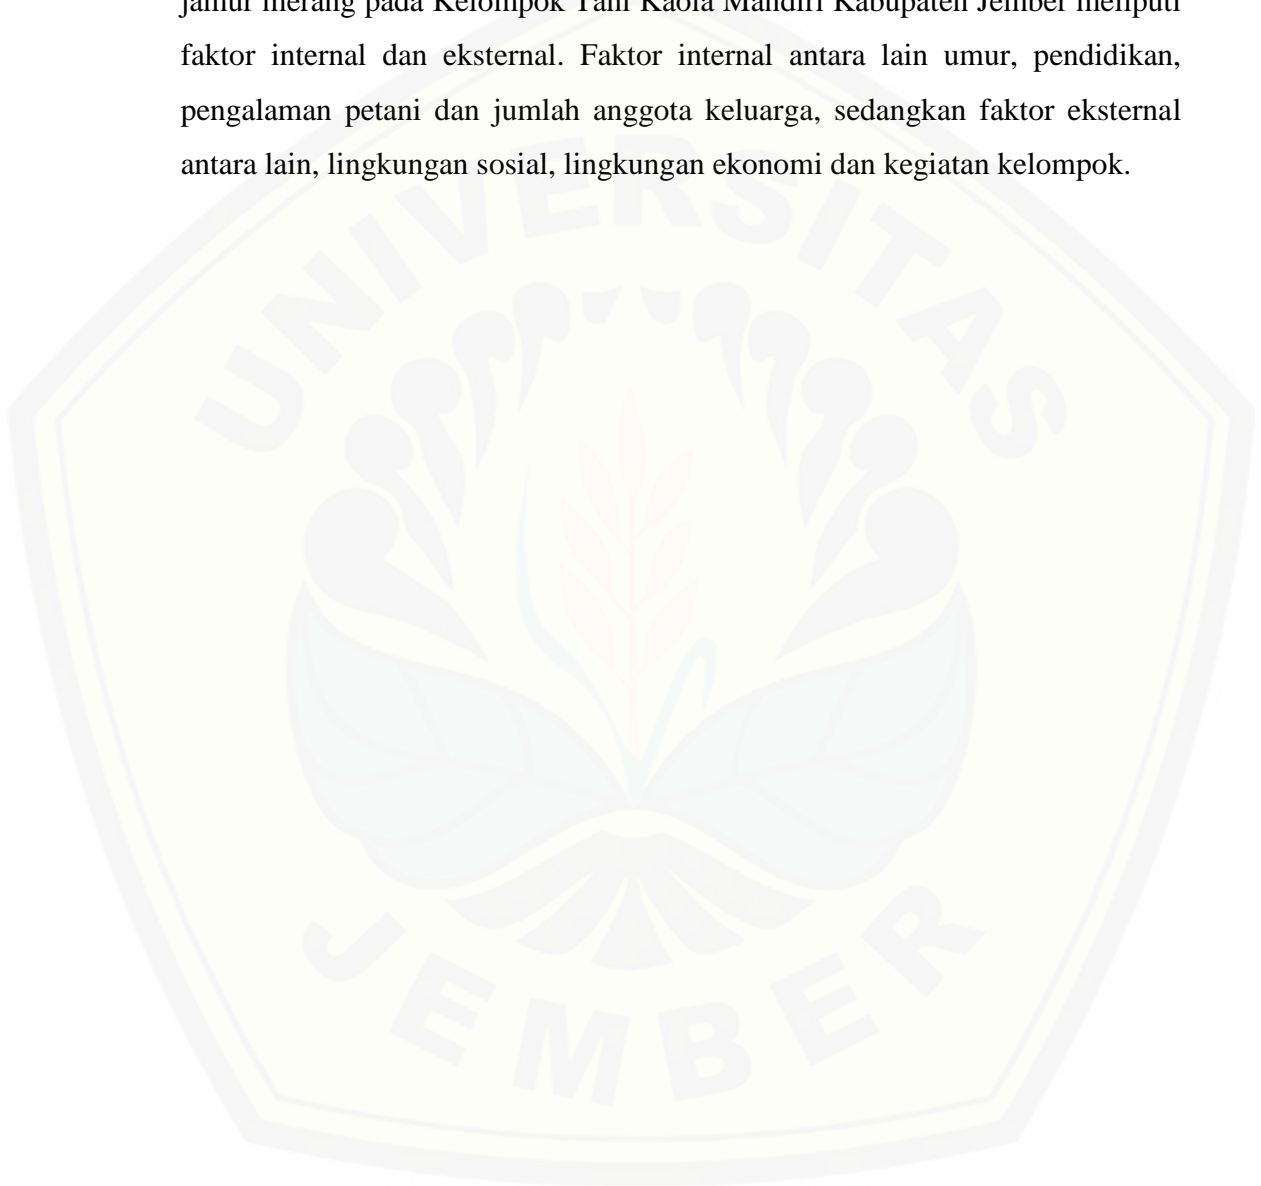 jamur merang pada Kelompok Tani Kaola Mandiri Kabupaten Jember meliputi
faktor internal dan eksternal. Faktor internal antara lain umur, pendidikan,
pengalaman petani dan jumlah anggota keluarga, sedangkan faktor eksternal
antara lain, lingkungan sosial, lingkungan ekonomi dan kegiatan kelompok.
UNIVERSITAS
JEMBER